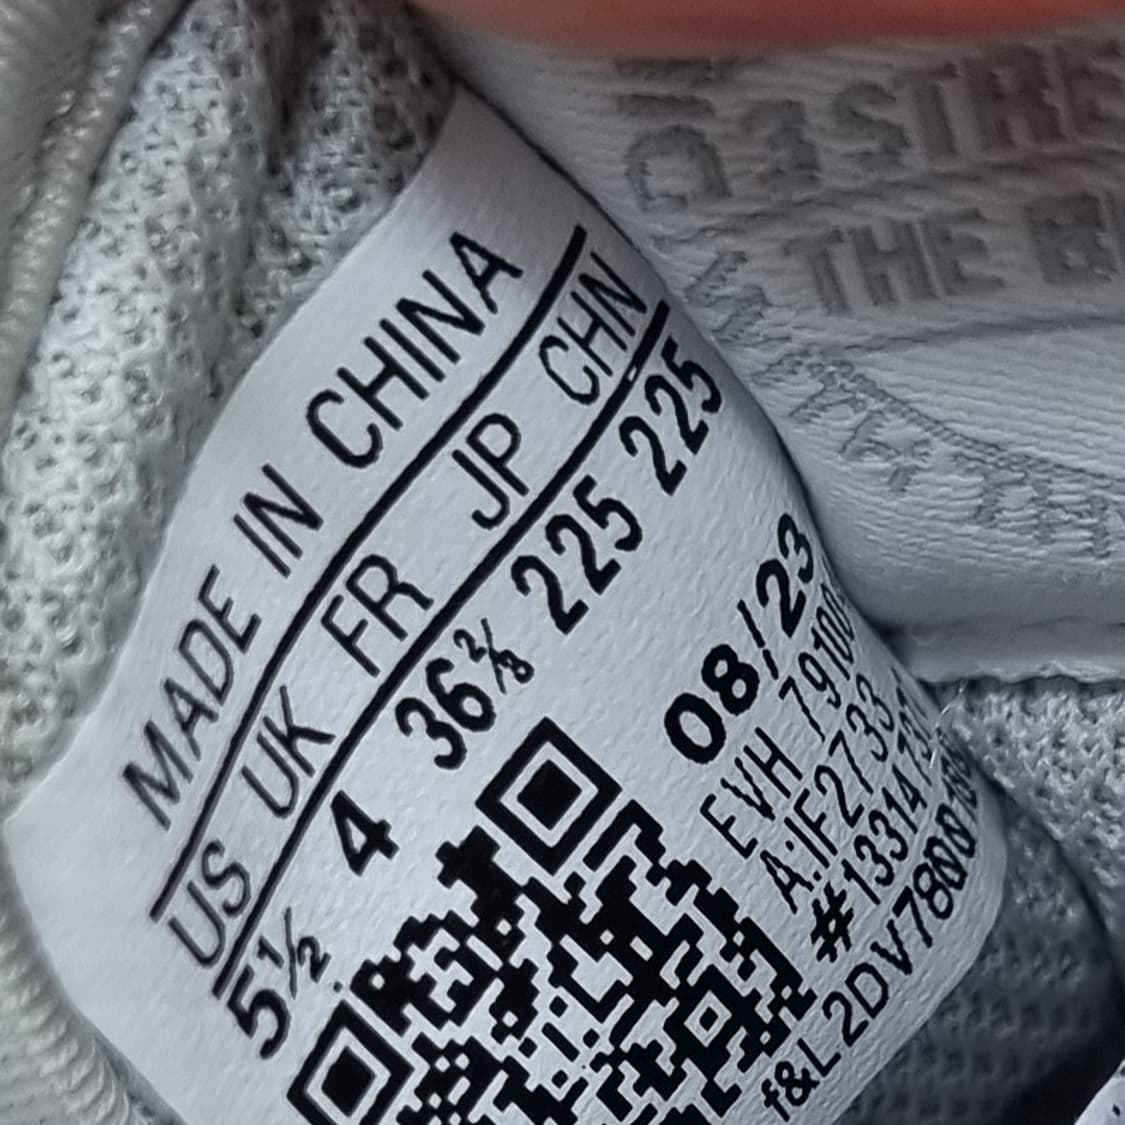 MADE IN CHINA
US UK FR JP CHN
5½ 4 36⅔ 225 225
08/23
EVH
A:IF2733
THE